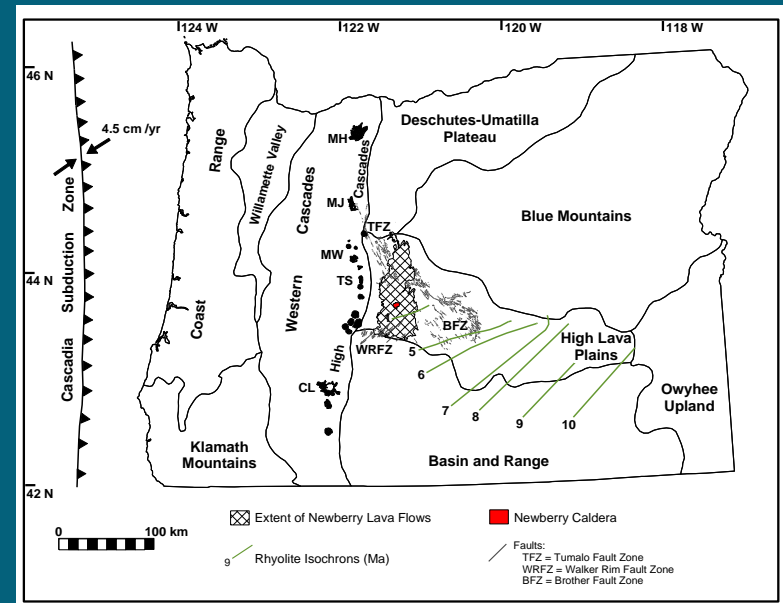 124 W
122 W
120 W
118 W
46 N
4.5 cm /yr
MH
Deschutes-Umatilla
Plateau
Range
Willamette Valley
Cascades
Cascades
MJ
Blue Mountains
Zone
TFZ
MW
44 N
TS
Subduction
Western
1
BFZ
Coast
High Lava
Plains
WRFZ
5
High
6
Cascadia
CL
7
8
9
10
Owyhee
Upland
Klamath
Mountains
Basin and Range
42 N
0
100 km
Extent of Newberry Lava Flows
Newberry Caldera
9
Rhyolite Isochrons (Ma)
Faults:
TFZ = Tumalo Fault Zone
WRFZ = Walker Rim Fault Zone
BFZ = Brother Fault Zone